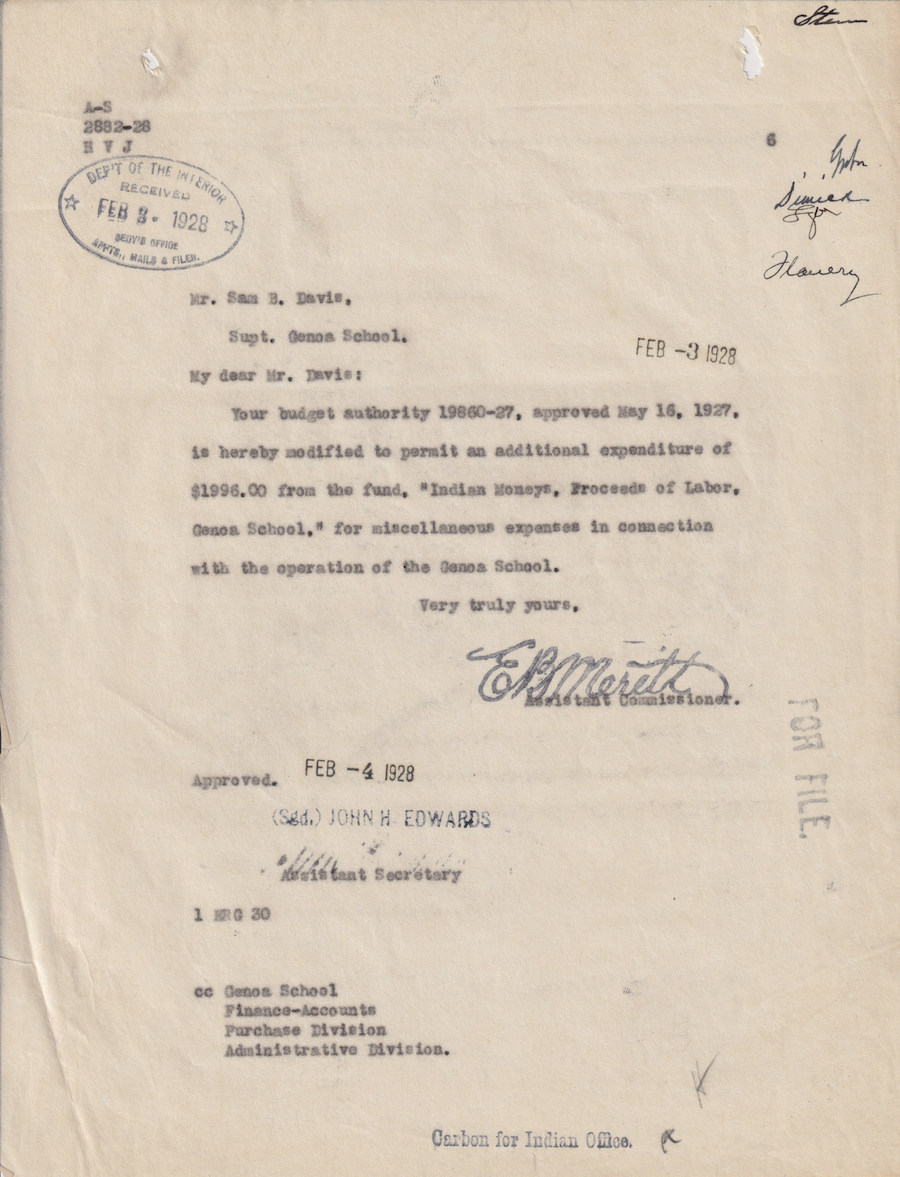 A-S
2882-28
H V J
6
DEP'T OF THE INTERIOR
RECEIVED
FEB 3 - 1928
SECY'S OFFICE
APPTS., MAILS & FILES.
Flanery
Mr. Sam B. Davis,
Supt. Genoa School.
FEB -3 1928
My dear Mr. Davis:
Your budget authority 19860-27, approved May 16, 1927,
is hereby modified to permit an additional expenditure of
$1996.00 from the fund, "Indian Moneys, Proceeds of Labor,
Genoa School," for miscellaneous expenses in connection
with the operation of the Genoa School.
Very truly yours,
E B Meritt
Assistant Commissioner.
FOR FILE.
Approved. FEB -4 1928
(Sgd.) JOHN H. EDWARDS
Assistant Secretary
1 ERG 30
cc Genoa School
Finance-Accounts
Purchase Division
Administrative Division.
Carbon for Indian Office.